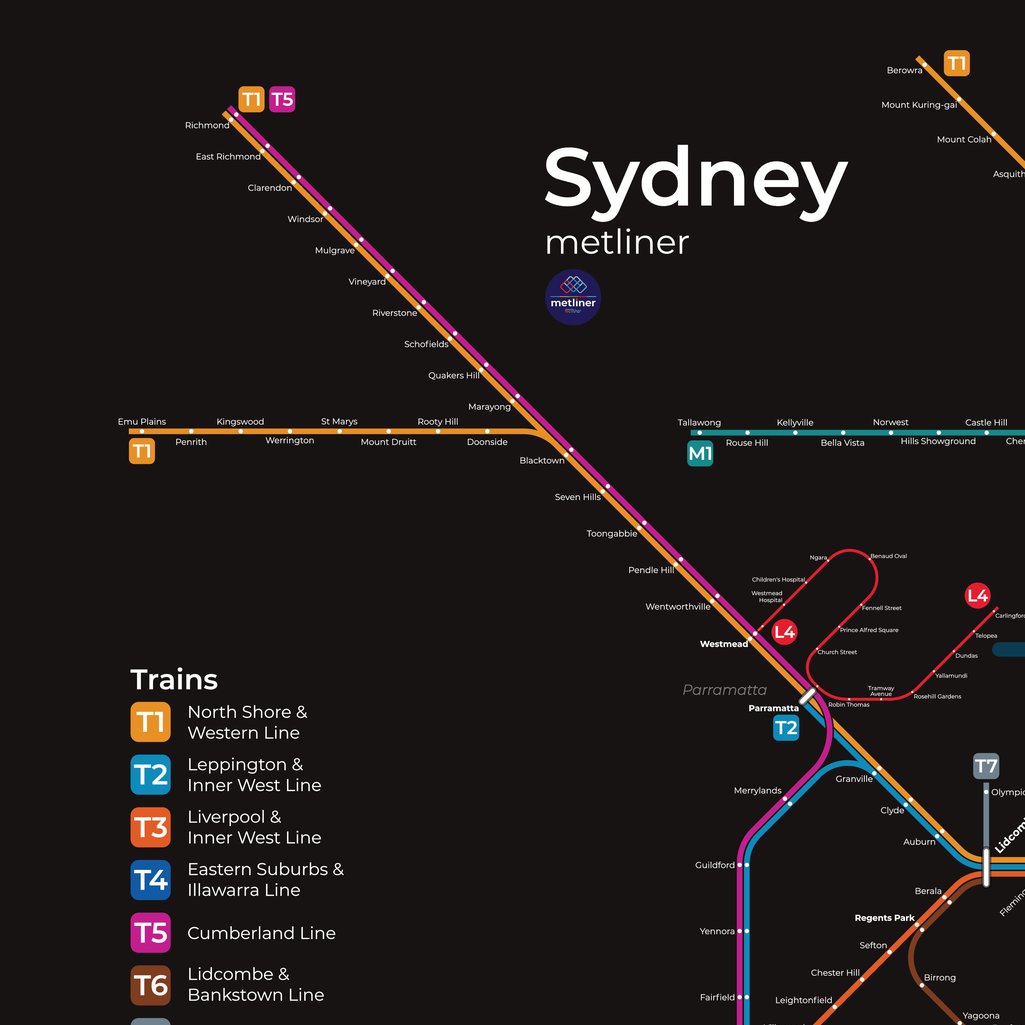 T1
Berowra
Mount Kuring-gai
Mount Colah
Asquith
T1 T5
Richmond
East Richmond
Clarendon
Windsor
Mulgrave
Vineyard
Riverstone
Schofields
Quakers Hill
Marayong
Sydney
metliner
metliner
Emu Plains
Kingswood
St Marys
Rooty Hill
Penrith
Werrington
Mount Druitt
Doonside
T1
Blacktown
Seven Hills
Toongabbie
Pendle Hill
Wentworthville
Westmead
Tallawong
Kellyville
Norwest
Castle Hill
Rouse Hill
Bella Vista
Hills Showground
Cher
M1
Ngara
Benaud Oval
Children's Hospital
Westmead
Hospital
Fennell Street
L4
Prince Alfred Square
Church Street
L4
Carlingford
Telopea
Dundas
Yallamundi
Rosehill Gardens
Tramway
Avenue
Robin Thomas
Parramatta
Parramatta
T2
Granville
Merrylands
Clyde
Auburn
T7
Olympic
Lidcom
Fleming
Guildford
Berala
Regents Park
Yennora
Sefton
Chester Hill
Birrong
Fairfield
Leightonfield
Yagoona
Trains
T1
North Shore &
Western Line
T2
Leppington &
Inner West Line
T3
Liverpool &
Inner West Line
T4
Eastern Suburbs &
Illawarra Line
T5
Cumberland Line
T6
Lidcombe &
Bankstown Line